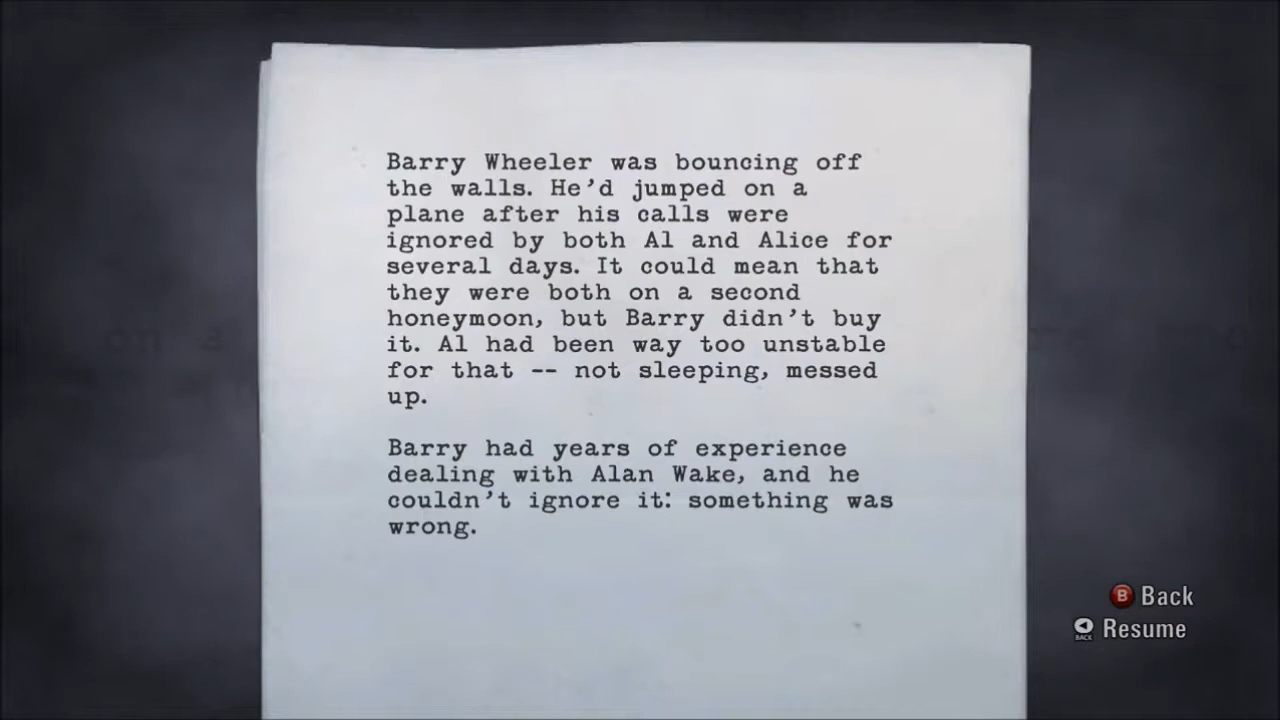 Barry Wheeler was bouncing off
the walls. He'd jumped on a
plane after his calls were
ignored by both Al and Alice for
several days. It could mean that
they were both on a second
honeymoon, but Barry didn't buy
it. Al had been way too unstable
for that -- not sleeping, messed
up.
Barry had years of experience
dealing with Alan Wake, and he
couldn't ignore it: something was
wrong.
B Back
BACK Resume